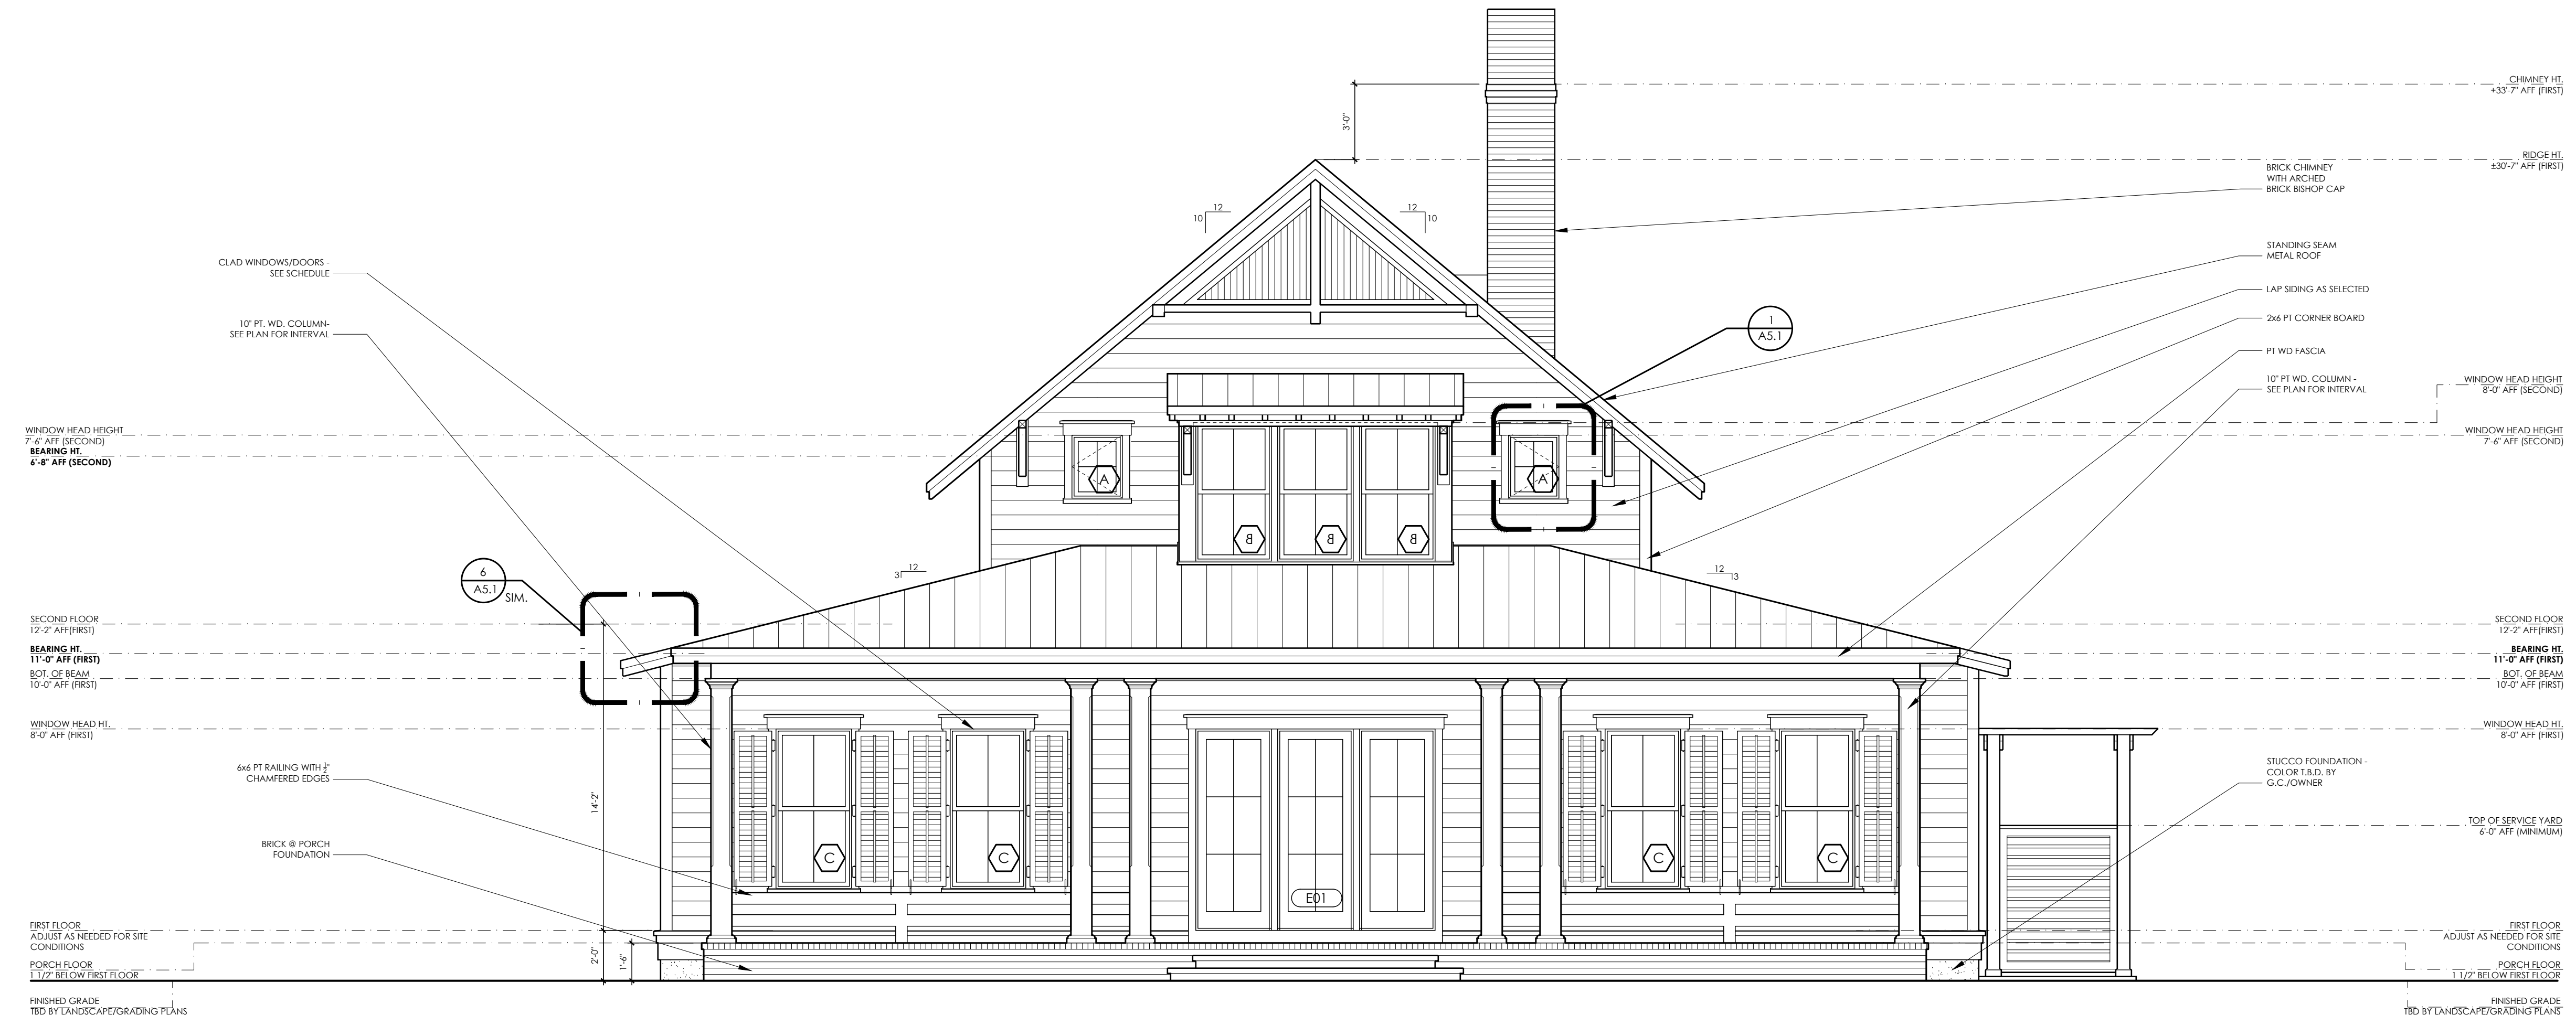 CHIMNEY HT.
+33'-7" AFF (FIRST)
3'-0"
RIDGE HT.
±30'-7" AFF (FIRST)
BRICK CHIMNEY
WITH ARCHED
BRICK BISHOP CAP
12
10
12
10
STANDING SEAM
METAL ROOF
CLAD WINDOWS/DOORS -
SEE SCHEDULE
LAP SIDING AS SELECTED
1
A5.1
2x6 PT CORNER BOARD
10" PT. WD. COLUMN-
SEE PLAN FOR INTERVAL
PT WD FASCIA
10" PT WD. COLUMN -
SEE PLAN FOR INTERVAL
WINDOW HEAD HEIGHT
8'-0" AFF (SECOND)
WINDOW HEAD HEIGHT
7'-6" AFF (SECOND)
BEARING HT.
6'-8" AFF (SECOND)
WINDOW HEAD HEIGHT
7'-6" AFF (SECOND)
A
A
B
B
B
12
3
12
3
6
A5.1
SIM.
SECOND FLOOR
12'-2" AFF(FIRST)
BEARING HT.
11'-0" AFF (FIRST)
BOT. OF BEAM
10'-0" AFF (FIRST)
SECOND FLOOR
12'-2" AFF(FIRST)
BEARING HT.
11'-0" AFF (FIRST)
BOT. OF BEAM
10'-0" AFF (FIRST)
WINDOW HEAD HT.
8'-0" AFF (FIRST)
WINDOW HEAD HT.
8'-0" AFF (FIRST)
6x6 PT RAILING WITH ½"
CHAMFERED EDGES
14'-2"
STUCCO FOUNDATION -
COLOR T.B.D. BY
G.C./OWNER
TOP OF SERVICE YARD
6'-0" AFF (MINIMUM)
BRICK @ PORCH
FOUNDATION
C
C
C
C
E01
FIRST FLOOR
ADJUST AS NEEDED FOR SITE
CONDITIONS
PORCH FLOOR
1 1/2" BELOW FIRST FLOOR
2'-0"
1'-6"
FIRST FLOOR
ADJUST AS NEEDED FOR SITE
CONDITIONS
PORCH FLOOR
1 1/2" BELOW FIRST FLOOR
FINISHED GRADE
TBD BY LANDSCAPE/GRADING PLANS
FINISHED GRADE
TBD BY LANDSCAPE/GRADING PLANS